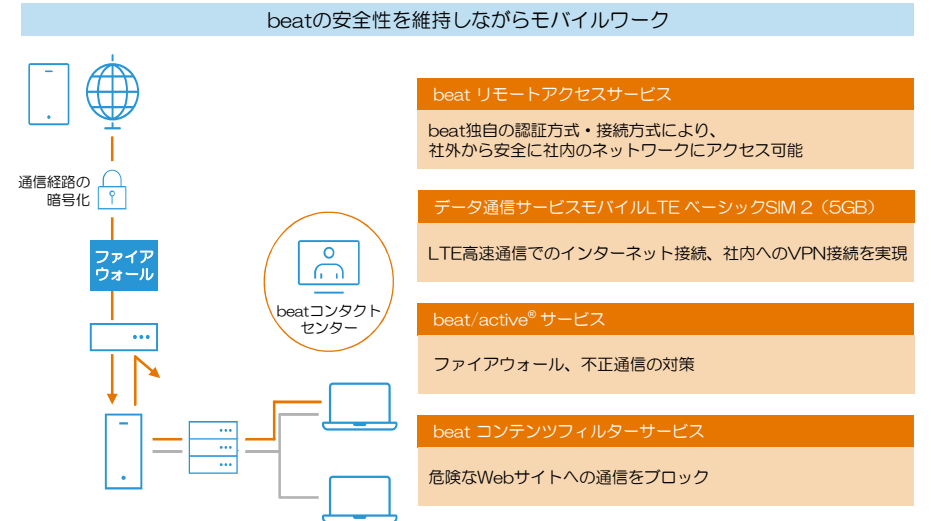 beatの安全性を維持しながらモバイルワーク
通信経路の
暗号化
ファイア
ウォール
beatコンタクト
センター
beat リモートアクセスサービス
beat独自の認証方式・接続方式により、
社外から安全に社内のネットワークにアクセス可能
データ通信サービスモバイルLTE ベーシックSIM 2（5GB）
LTE高速通信でのインターネット接続、社内へのVPN接続を実現
beat/active® サービス
ファイアウォール、不正通信の対策
beat コンテンツフィルターサービス
危険なWebサイトへの通信をブロック